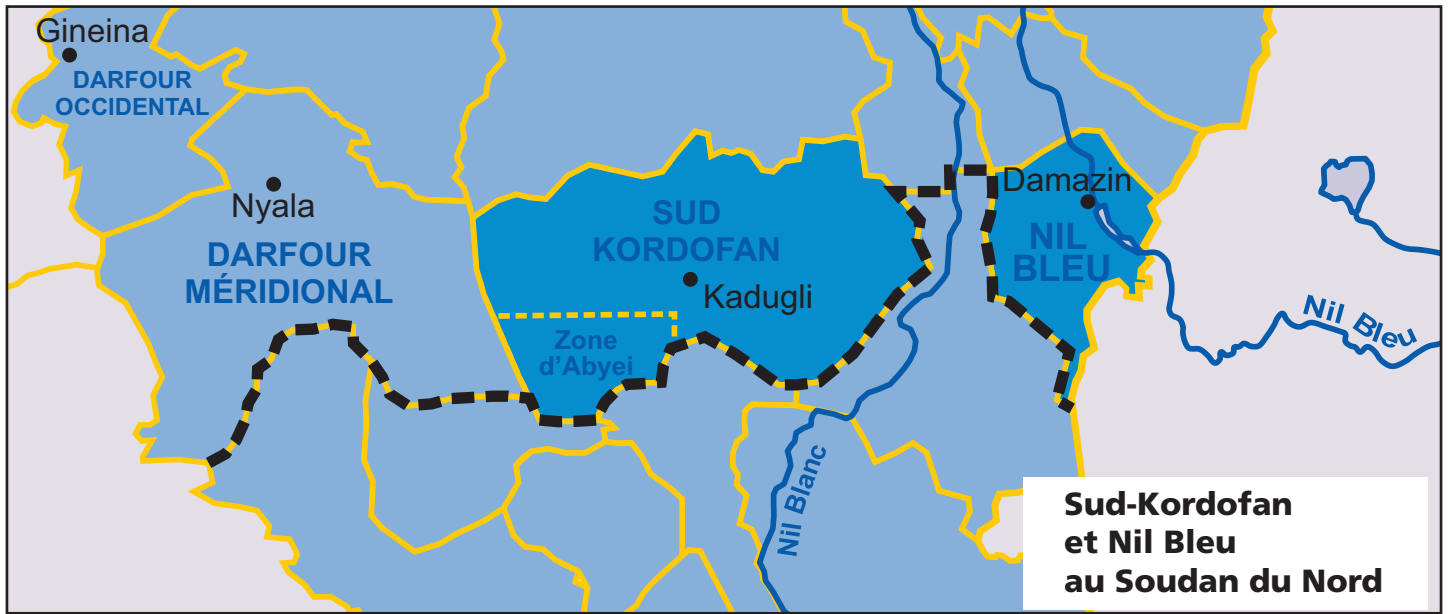 Gineina
DARFOUR
OCCIDENTAL
Nyala
DARFOUR
MÉRIDIONAL
SUD
KORDOFAN
Kadugli
Zone
d'Abyei
Damazin
NIL
BLEU
Nil Bleu
Nil Blanc
Sud-Kordofan
et Nil Bleu
au Soudan du Nord